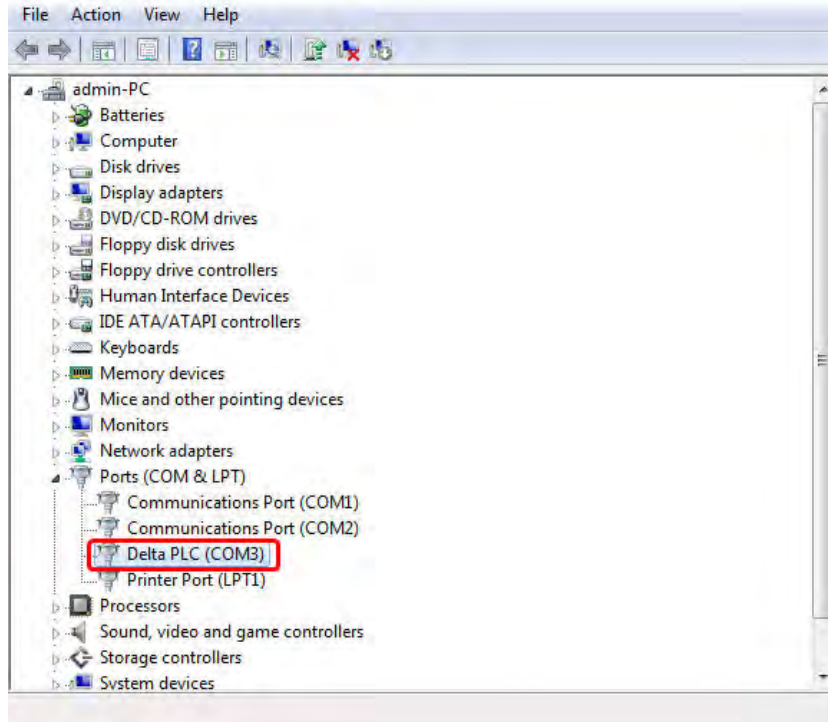 File Action View Help
admin-PC
Batteries
Computer
Disk drives
Display adapters
DVD/CD-ROM drives
Floppy disk drives
Floppy drive controllers
Human Interface Devices
IDE ATA/ATAPI controllers
Keyboards
Memory devices
Mice and other pointing devices
Monitors
Network adapters
Ports (COM & LPT)
Communications Port (COM1)
Communications Port (COM2)
Delta PLC (COM3)
Printer Port (LPT1)
Processors
Sound, video and game controllers
Storage controllers
System devices